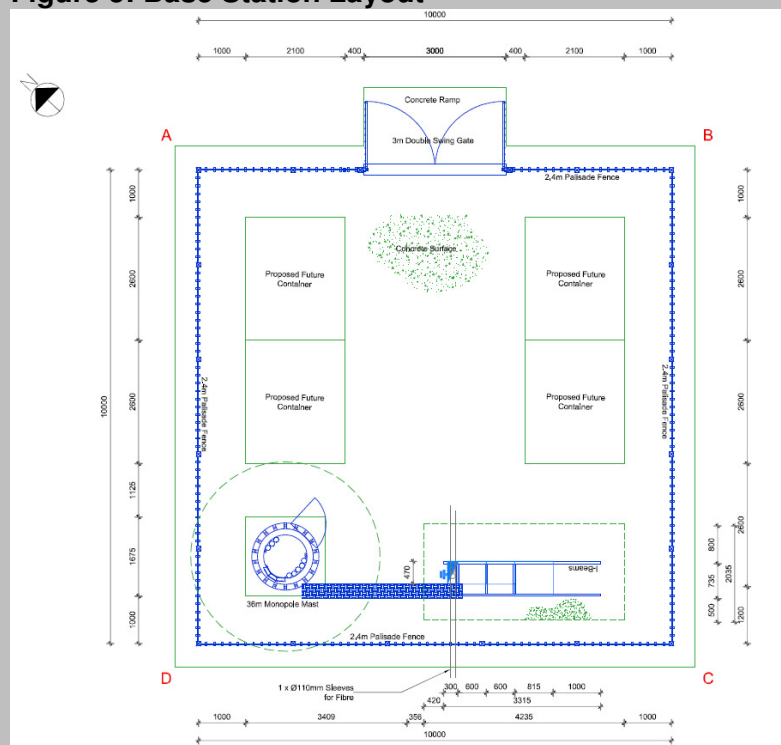 Figure 3: Base Station Layout
10000
1000 2100 400 3000 400 2100 1000
Concrete Ramp
A
B
3m Double Swing Gate
2,4m Palisade Fence
1000
1000
Concrete Surface
2600
Proposed Future
Container
Proposed Future
Container
2600
2,4m Palisade Fence
2,4m Palisade Fence
10000
2600
Proposed Future
Container
Proposed Future
Container
2600
1125
1675
2600
800
470
I-Beams
735
2035
36m Monopole Mast
1000
500
1200
2,4m Palisade Fence
D
C
1 x Ø110mm Sleeves
for Fibre
300 600 600 815 1000
420 3315
1000 3409 356 4235 1000
10000